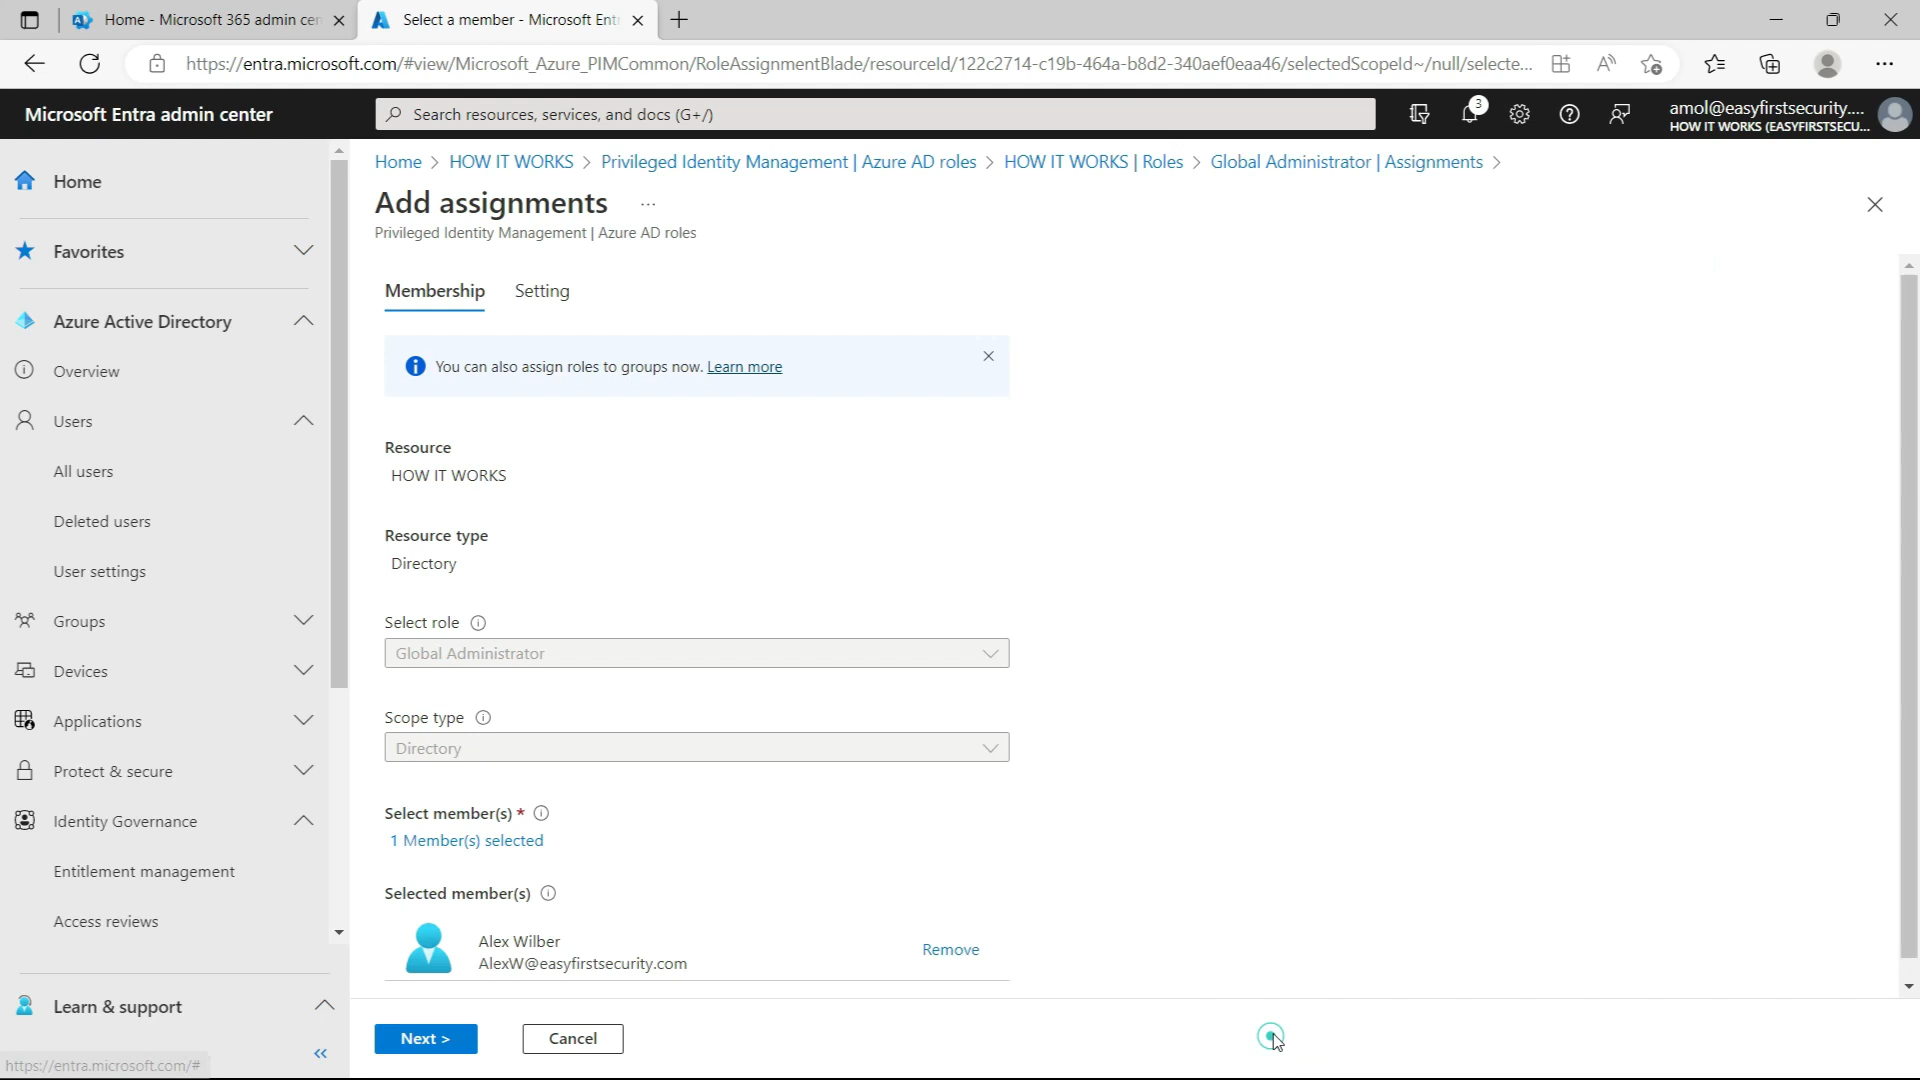 Home - Microsoft 365 admin cen
Select a member - Microsoft Entr
https://entra.microsoft.com/#view/Microsoft_Azure_PIMCommon/RoleAssignmentBlade/resourceId/122c2714-c19b-464a-b8d2-340aef0eaa46/selectedScopeId~/null/selecte...
Microsoft Entra admin center
Search resources, services, and docs (G+/)
3
amol@easyfirstsecurity....
HOW IT WORKS (EASYFIRSTSECU...
Home
Favorites
Azure Active Directory
Overview
Users
All users
Deleted users
User settings
Groups
Devices
Applications
Protect & secure
Identity Governance
Entitlement management
Access reviews
Learn & support
https://entra.microsoft.com/#
Home > HOW IT WORKS > Privileged Identity Management | Azure AD roles > HOW IT WORKS | Roles > Global Administrator | Assignments >
Add assignments ...
Privileged Identity Management | Azure AD roles
Membership Setting
You can also assign roles to groups now. Learn more
Resource
HOW IT WORKS
Resource type
Directory
Select role
Global Administrator
Scope type
Directory
Select member(s) *
1 Member(s) selected
Selected member(s)
Alex Wilber
AlexW@easyfirstsecurity.com
Remove
Next >
Cancel